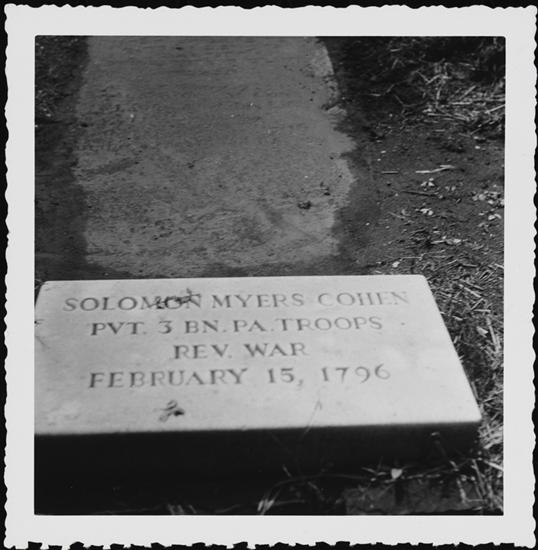 SOLOMON MYERS COHEN
PVT. 3 BN. PA. TROOPS
REV. WAR
FEBRUARY 15, 1796